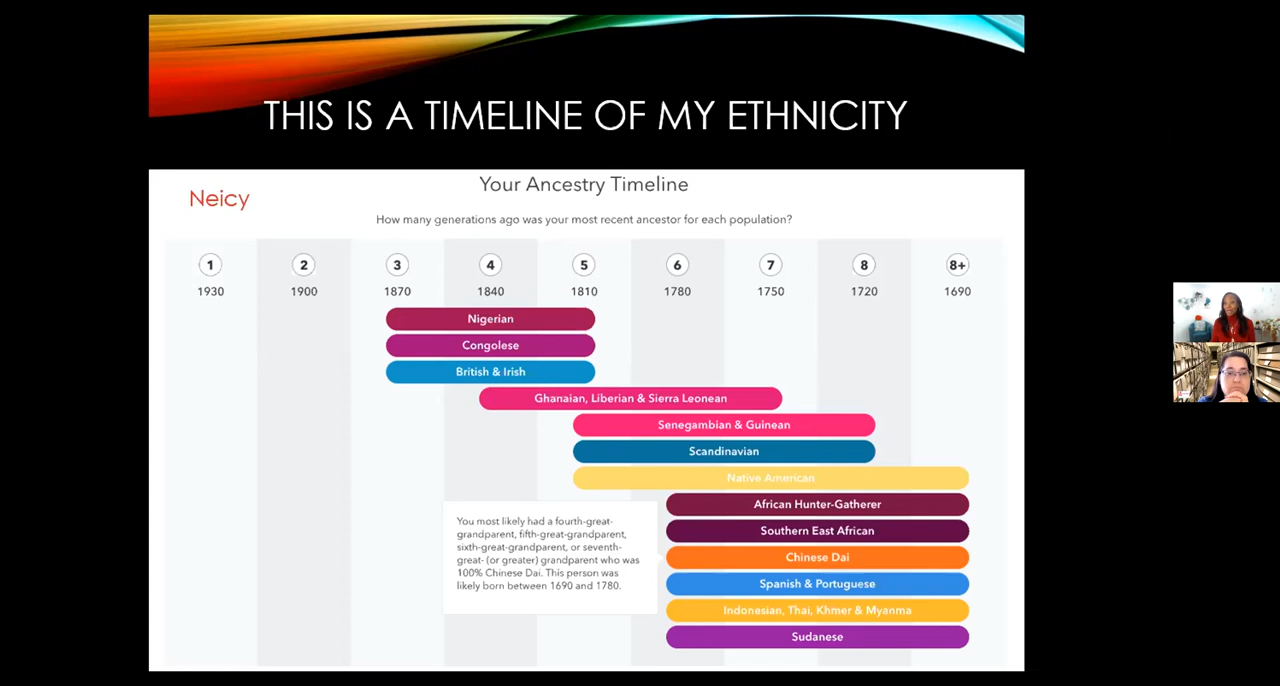 THIS IS A TIMELINE OF MY ETHNICITY
Neicy
Your Ancestry Timeline
How many generations ago was your most recent ancestor for each population?
1 2 3 4 5 6 7 8 8+
1930 1900 1870 1840 1810 1780 1750 1720 1690
Nigerian
Congolese
British & Irish
Ghanaian, Liberian & Sierra Leonean
Senegambian & Guinean
Scandinavian
Native American
African Hunter-Gatherer
Southern East African
Chinese Dai
Spanish & Portuguese
Indonesian, Thai, Khmer & Myanma
Sudanese
You most likely had a fourth-great-
grandparent, fifth-great-grandparent,
sixth-great-grandparent, or seventh-
great- (or greater) grandparent who was
100% Chinese Dai. This person was
likely born between 1690 and 1780.